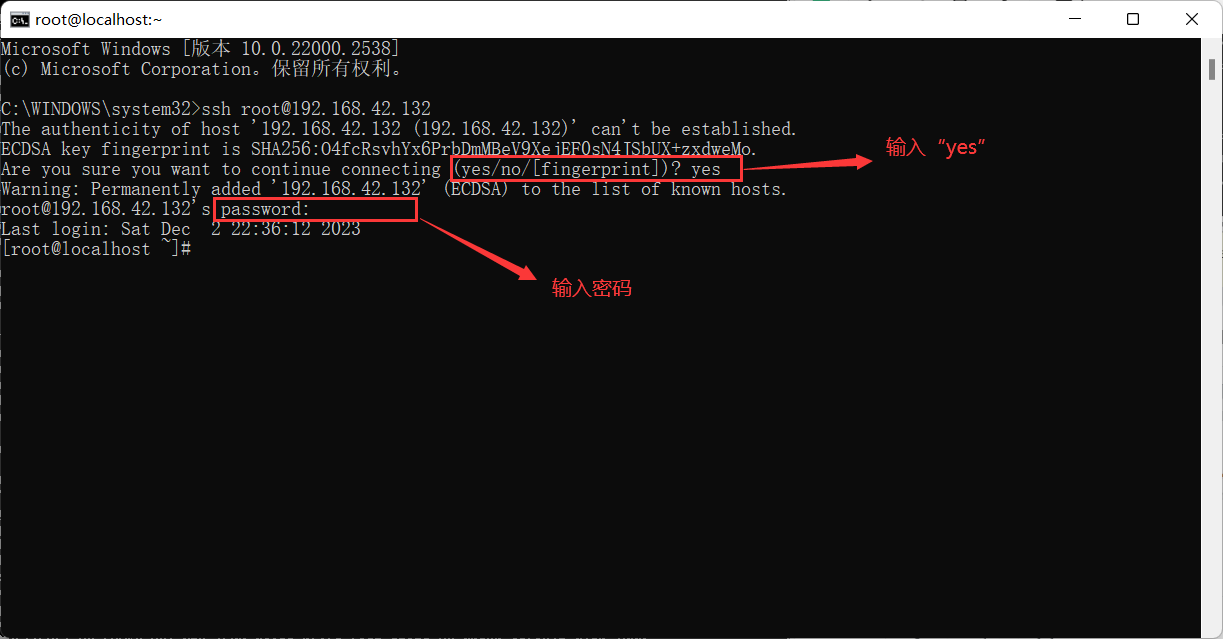 root@localhost:~
Microsoft Windows [版本 10.0.22000.2538]
(c) Microsoft Corporation。保留所有权利。
C:\WINDOWS\system32>ssh root@192.168.42.132
The authenticity of host '192.168.42.132 (192.168.42.132)' can't be established.
ECDSA key fingerprint is SHA256:O4fcRsvhYx6PrbDmMBeV9XejEF0sN4JSbUX+zxdweMo.
Are you sure you want to continue connecting (yes/no/[fingerprint])? yes
输入“yes”
Warning: Permanently added '192.168.42.132' (ECDSA) to the list of known hosts.
root@192.168.42.132's password:
Last login: Sat Dec  2 22:36:12 2023
[root@localhost ~]#
输入密码